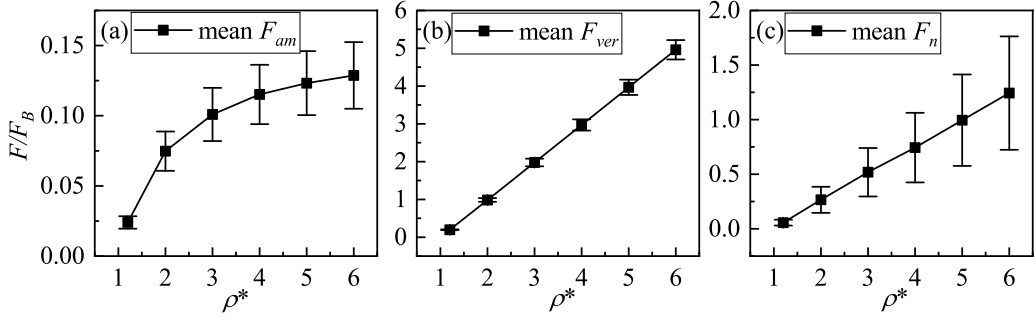 (a) mean F_am
0.15
0.10
0.05
0.00
F/F_B
1 2 3 4 5 6
ρ*
(b) mean F_ver
6
5
4
3
2
1
0
1 2 3 4 5 6
ρ*
(c) mean F_n
2.0
1.5
1.0
0.5
0.0
1 2 3 4 5 6
ρ*